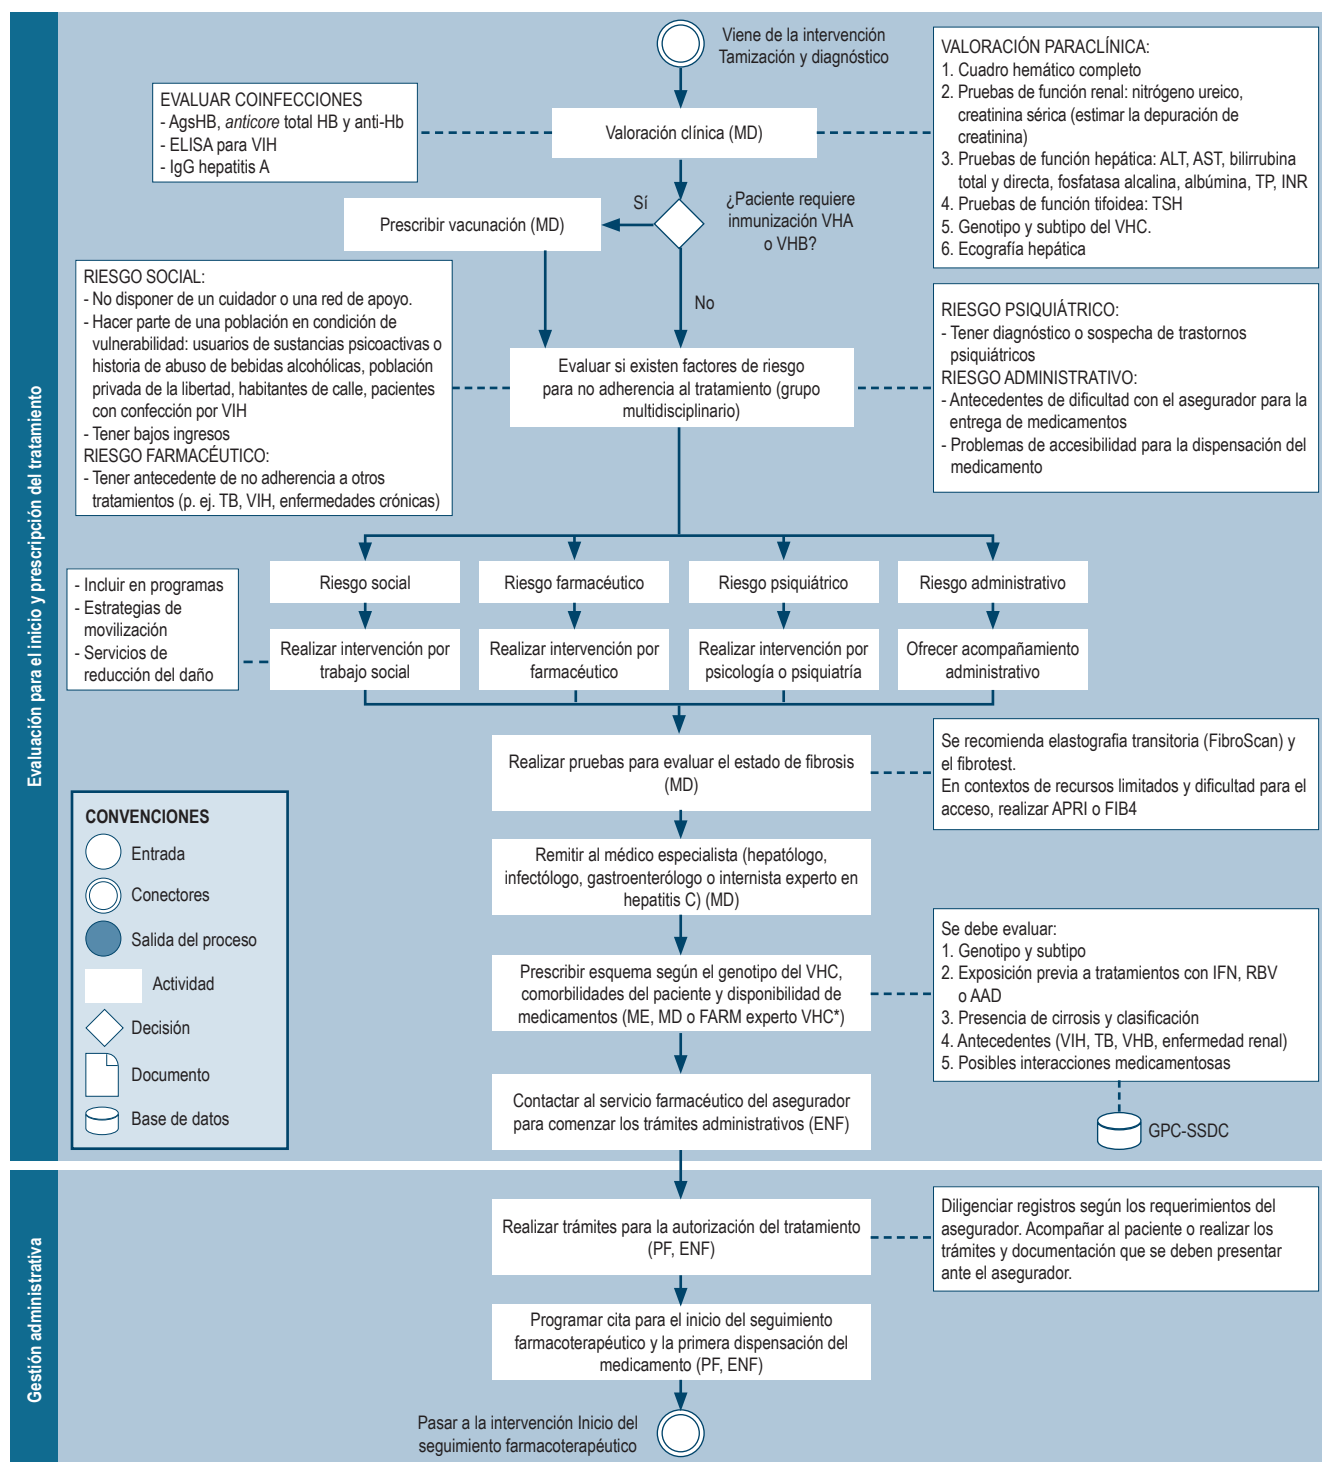 Viene de la intervención
Tamización y diagnóstico
EVALUAR COINFECCIONES
- AgsHB, anticore total HB y anti-Hb
- ELISA para VIH
- IgG hepatitis A
Valoración clínica (MD)
VALORACIÓN PARACLÍNICA:
1. Cuadro hemático completo
2. Pruebas de función renal: nitrógeno ureico,
creatinina sérica (estimar la depuración de
creatinina)
3. Pruebas de función hepática: ALT, AST, bilirrubina
total y directa, fosfatasa alcalina, albúmina, TP, INR
4. Pruebas de función tifoidea: TSH
5. Genotipo y subtipo del VHC.
6. Ecografía hepática
Sí
¿Paciente requiere
inmunización VHA
o VHB?
Prescribir vacunación (MD)
No
RIESGO SOCIAL:
- No disponer de un cuidador o una red de apoyo.
- Hacer parte de una población en condición de
vulnerabilidad: usuarios de sustancias psicoactivas o
historia de abuso de bebidas alcohólicas, población
privada de la libertad, habitantes de calle, pacientes
con confección por VIH
- Tener bajos ingresos
RIESGO FARMACÉUTICO:
- Tener antecedente de no adherencia a otros
tratamientos (p. ej. TB, VIH, enfermedades crónicas)
Evaluar si existen factores de riesgo
para no adherencia al tratamiento (grupo
multidisciplinario)
RIESGO PSIQUIÁTRICO:
- Tener diagnóstico o sospecha de trastornos
psiquiátricos
RIESGO ADMINISTRATIVO:
- Antecedentes de dificultad con el asegurador para la
entrega de medicamentos
- Problemas de accesibilidad para la dispensación del
medicamento
Evaluación para el inicio y prescripción del tratamiento
Riesgo social
Riesgo farmacéutico
Riesgo psiquiátrico
Riesgo administrativo
- Incluir en programas
- Estrategias de
movilización
- Servicios de
reducción del daño
Realizar intervención por
trabajo social
Realizar intervención por
farmacéutico
Realizar intervención por
psicología o psiquiatría
Ofrecer acompañamiento
administrativo
Realizar pruebas para evaluar el estado de fibrosis
(MD)
Se recomienda elastografia transitoria (FibroScan) y
el fibrotest.
En contextos de recursos limitados y dificultad para el
acceso, realizar APRI o FIB4
CONVENCIONES
Entrada
Conectores
Salida del proceso
Actividad
Decisión
Documento
Base de datos
Remitir al médico especialista (hepatólogo,
infectólogo, gastroenterólogo o internista experto en
hepatitis C) (MD)
Prescribir esquema según el genotipo del VHC,
comorbilidades del paciente y disponibilidad de
medicamentos (ME, MD o FARM experto VHC*)
Se debe evaluar:
1. Genotipo y subtipo
2. Exposición previa a tratamientos con IFN, RBV
o AAD
3. Presencia de cirrosis y clasificación
4. Antecedentes (VIH, TB, VHB, enfermedad renal)
5. Posibles interacciones medicamentosas
GPC-SSDC
Contactar al servicio farmacéutico del asegurador
para comenzar los trámites administrativos (ENF)
Gestión administrativa
Realizar trámites para la autorización del tratamiento
(PF, ENF)
Diligenciar registros según los requerimientos del
asegurador. Acompañar al paciente o realizar los
trámites y documentación que se deben presentar
ante el asegurador.
Programar cita para el inicio del seguimiento
farmacoterapéutico y la primera dispensación del
medicamento (PF, ENF)
Pasar a la intervención Inicio del
seguimiento farmacoterapéutico